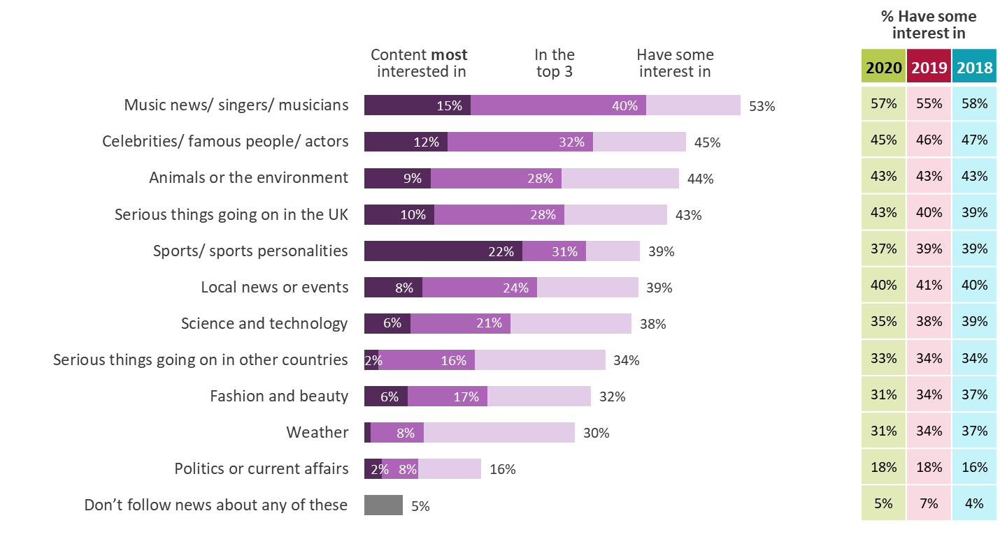 % Have some
interest in
Content most
interested in
In the
top 3
Have some
interest in
2020 2019 2018
Music news/ singers/ musicians 15% 40% 53% 57% 55% 58%
Celebrities/ famous people/ actors 12% 32% 45% 45% 46% 47%
Animals or the environment 9% 28% 44% 43% 43% 43%
Serious things going on in the UK 10% 28% 43% 43% 40% 39%
Sports/ sports personalities 22% 31% 39% 37% 39% 39%
Local news or events 8% 24% 39% 40% 41% 40%
Science and technology 6% 21% 38% 35% 38% 39%
Serious things going on in other countries 2% 16% 34% 33% 34% 34%
Fashion and beauty 6% 17% 32% 31% 34% 37%
Weather 8% 30% 31% 34% 37%
Politics or current affairs 2% 8% 16% 18% 18% 16%
Don’t follow news about any of these 5% 5% 7% 4%